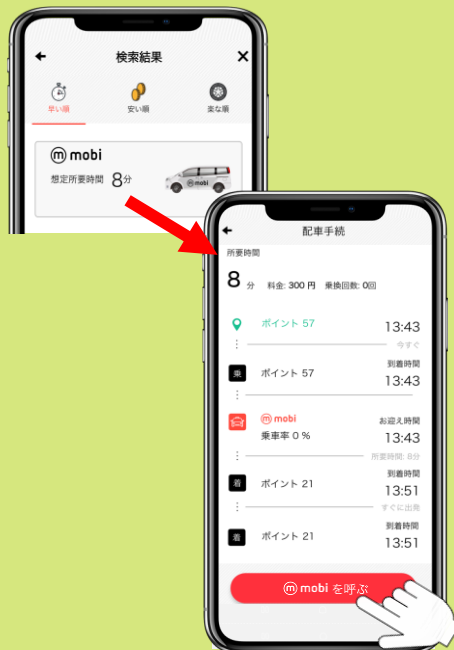 検索結果
早い順
安い順
楽な順
mobi
想定所要時間 8分
mobi
配車手続
所要時間
8 分 料金: 300 円 乗換回数: 0回
ポイント 57
13:43
今すぐ
乗 ポイント 57
到着時間
13:43
mobi
乗車率 0 %
お迎え時間
13:43
所要時間: 8分
着 ポイント 21
到着時間
13:51
すぐに出発
着 ポイント 21
到着時間
13:51
mobi を呼ぶ